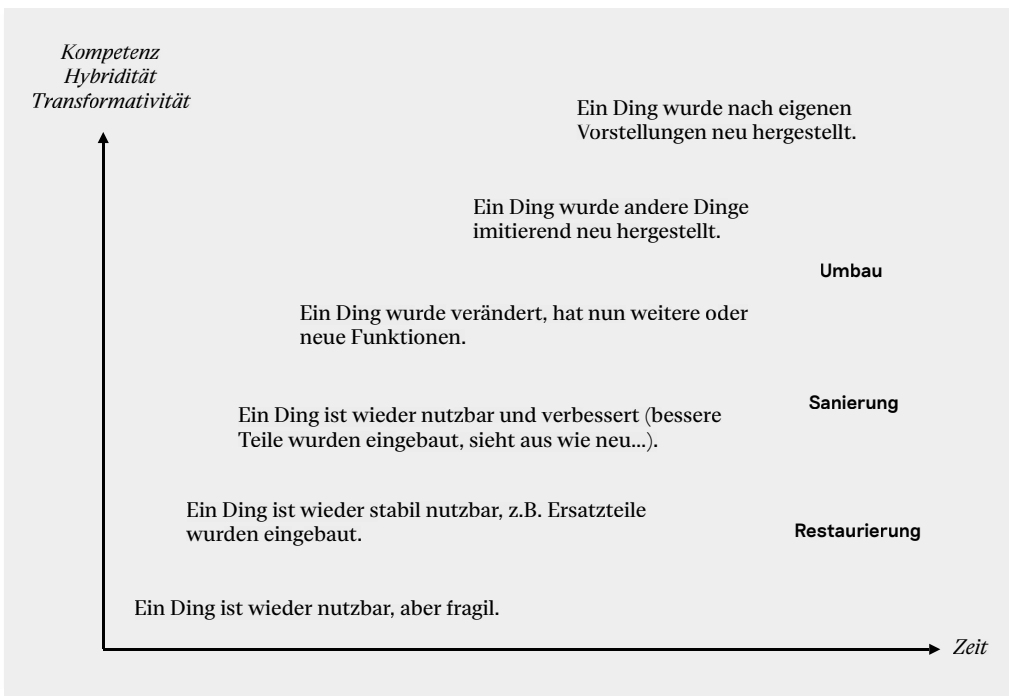 Kompetenz
Hybridität
Transformativität
Ein Ding wurde nach eigenen
Vorstellungen neu hergestellt.
Ein Ding wurde andere Dinge
imitierend neu hergestellt.
Umbau
Ein Ding wurde verändert, hat nun weitere oder
neue Funktionen.
Sanierung
Ein Ding ist wieder nutzbar und verbessert (bessere
Teile wurden eingebaut, sieht aus wie neu...).
Ein Ding ist wieder stabil nutzbar, z.B. Ersatzteile
wurden eingebaut.
Restaurierung
Ein Ding ist wieder nutzbar, aber fragil.
Zeit